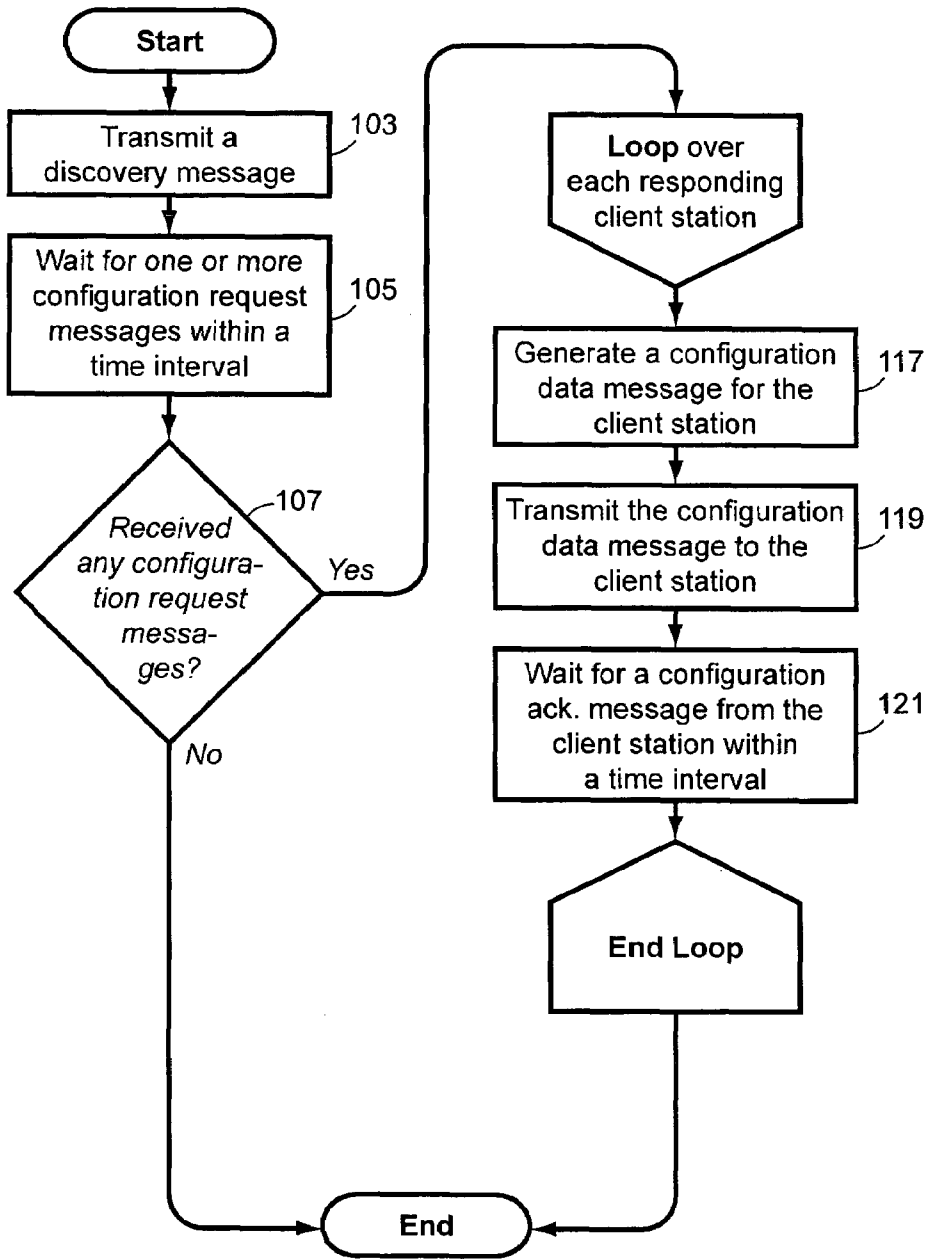 Start
Transmit a
discovery message
103
Wait for one or more
configuration request
messages within a
time interval
105
Received
any configura-
tion request
messa-
ges?
107
Yes
No
Loop over
each responding
client station
Generate a configuration
data message for the
client station
117
Transmit the configuration
data message to the
client station
119
Wait for a configuration
ack. message from the
client station within
a time interval
121
End Loop
End